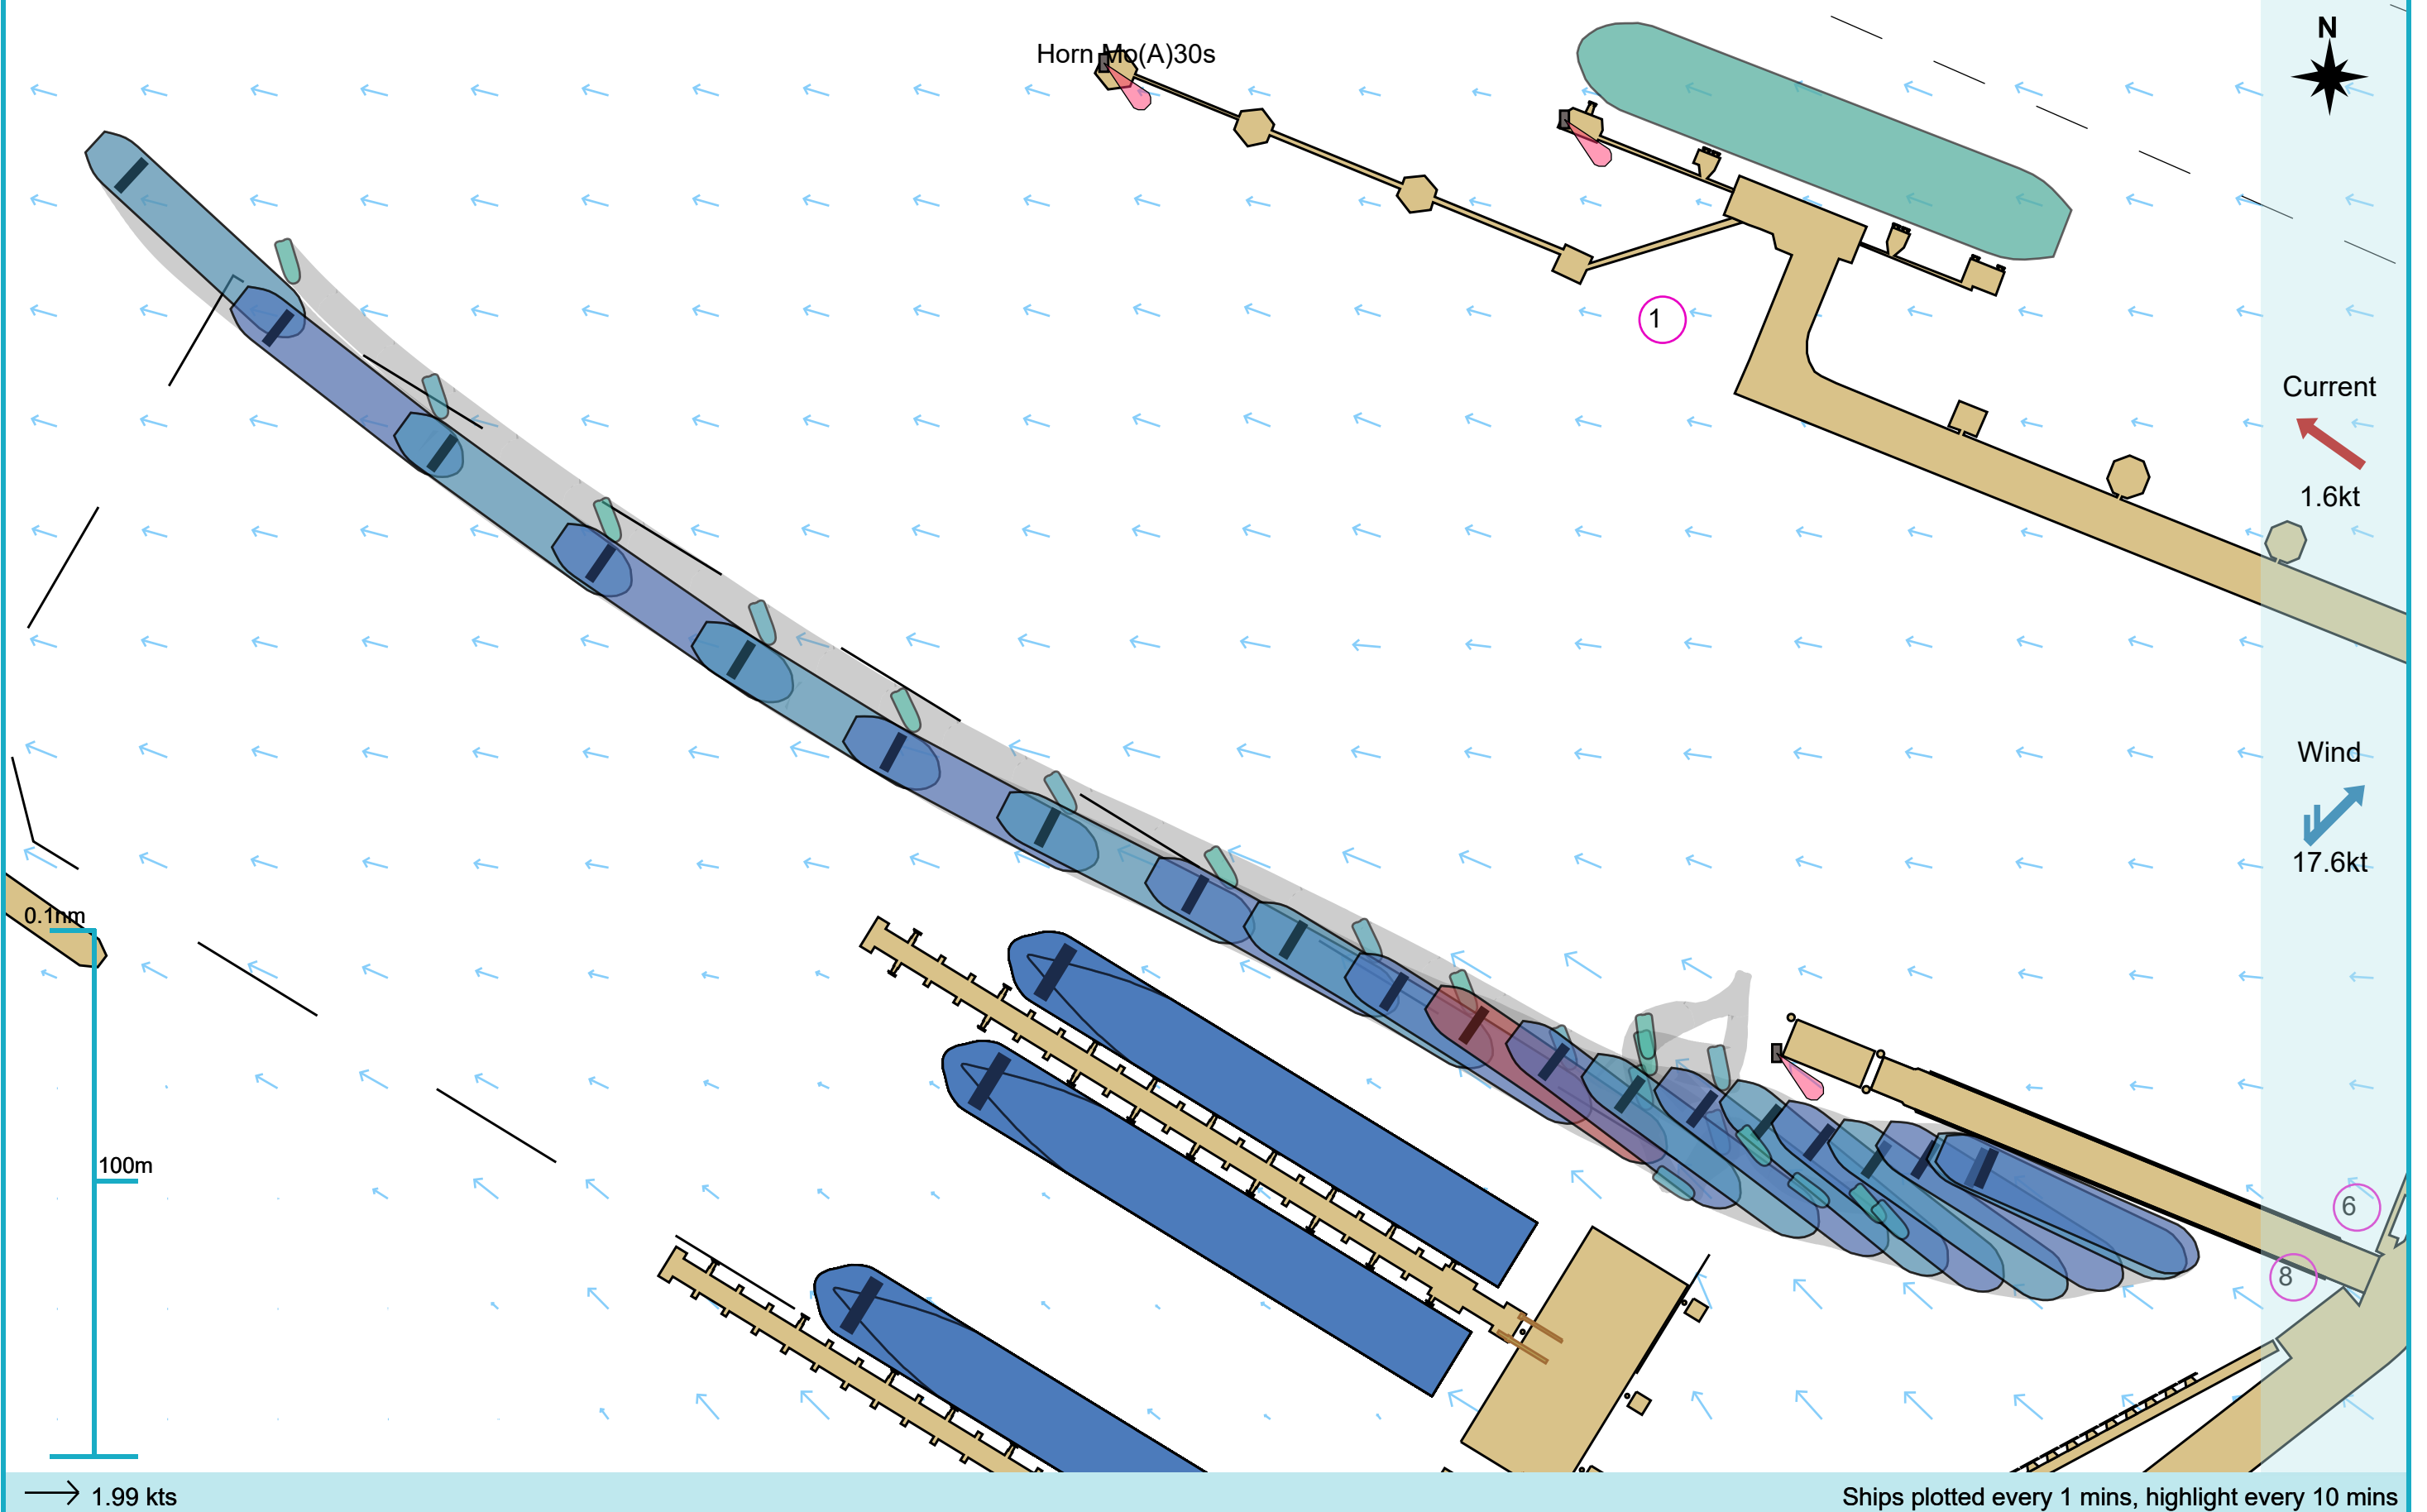 N
Horn Mo(A)30s
1
Current
1.6kt
Wind
17.6kt
0.1nm
100m
6
8
1.99 kts
Ships plotted every 1 mins, highlight every 10 mins